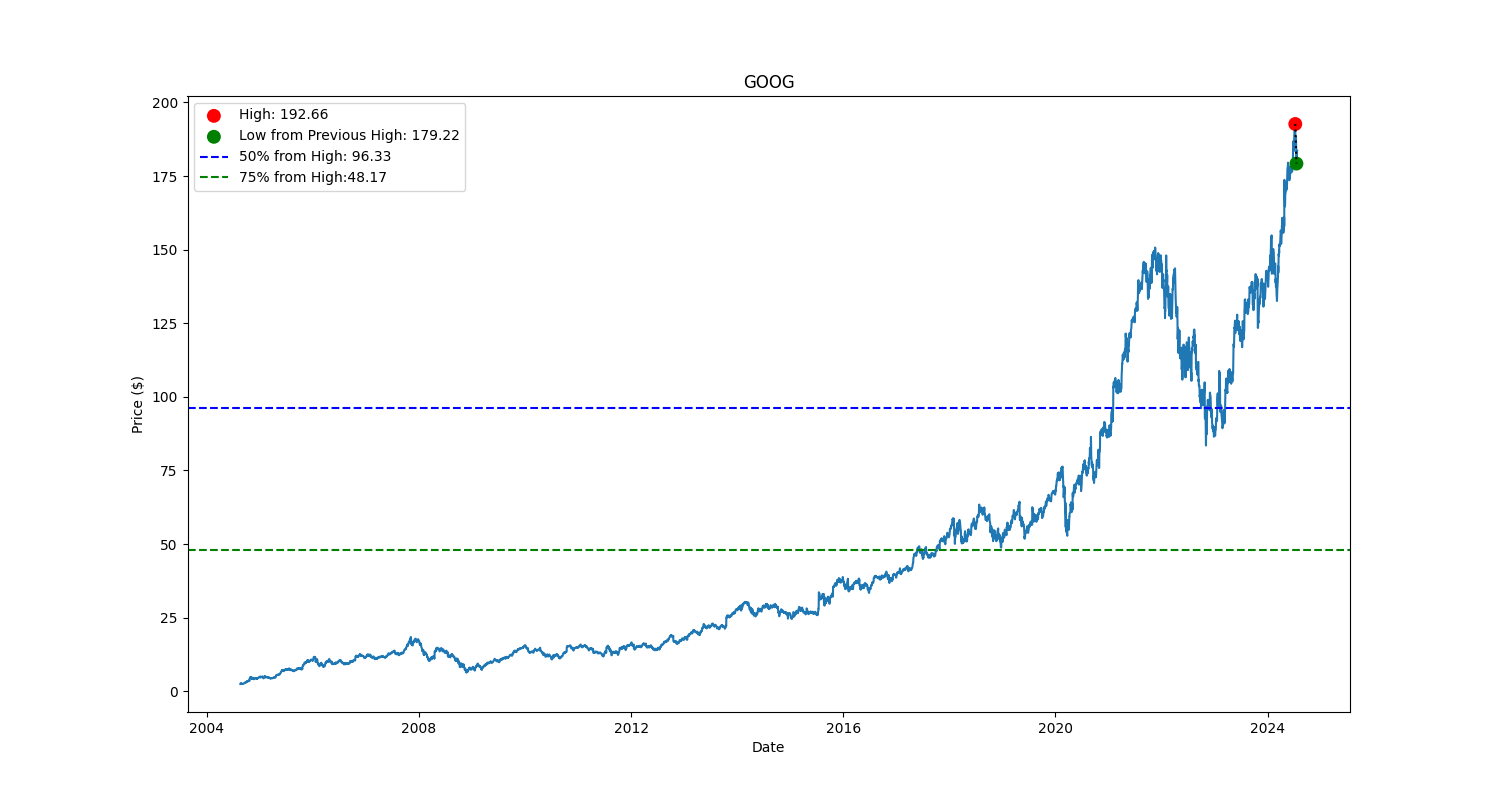 GOOG
High: 192.66
Low from Previous High: 179.22
50% from High: 96.33
75% from High:48.17
200
175
150
125
100
75
50
25
0
Price ($)
2004 2008 2012 2016 2020 2024
Date